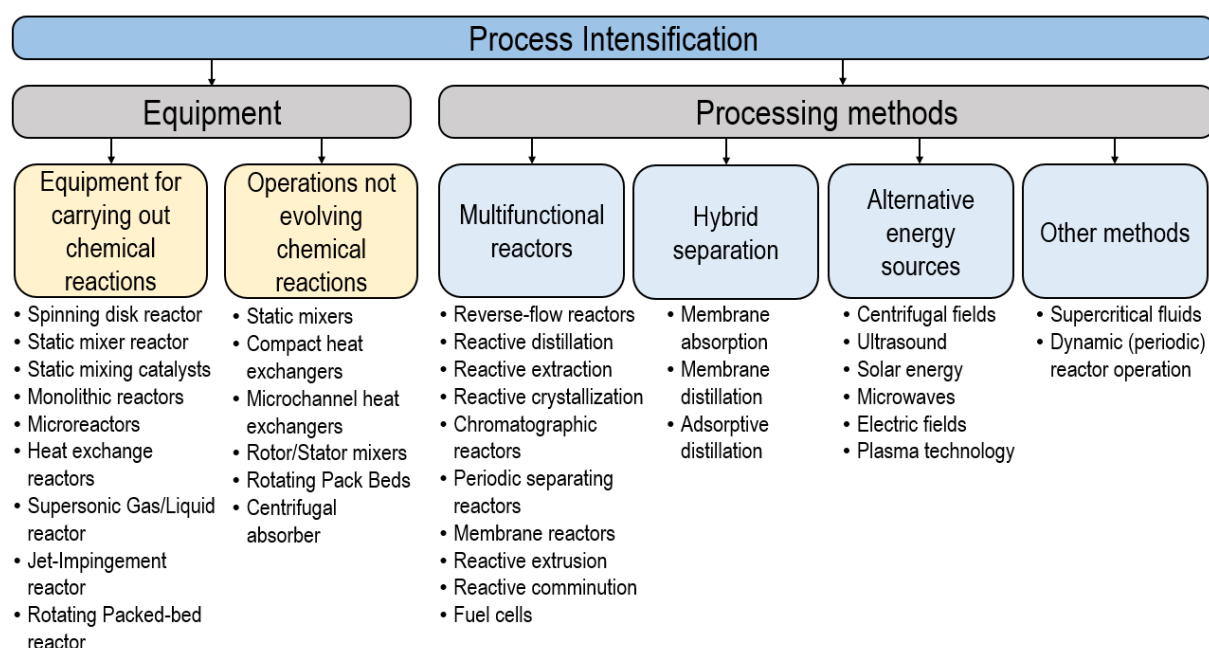 Process Intensification
Equipment
Processing methods
Equipment for
carrying out
chemical
reactions
Operations not
evolving
chemical
reactions
Multifunctional
reactors
Hybrid
separation
Alternative
energy
sources
Other methods
• Spinning disk reactor
• Static mixer reactor
• Static mixing catalysts
• Monolithic reactors
• Microreactors
• Heat exchange
reactors
• Supersonic Gas/Liquid
reactor
• Jet-Impingement
reactor
• Rotating Packed-bed
reactor
• Static mixers
• Compact heat
exchangers
• Microchannel heat
exchangers
• Rotor/Stator mixers
• Rotating Pack Beds
• Centrifugal
absorber
• Reverse-flow reactors
• Reactive distillation
• Reactive extraction
• Reactive crystallization
• Chromatographic
reactors
• Periodic separating
reactors
• Membrane reactors
• Reactive extrusion
• Reactive comminution
• Fuel cells
• Membrane
absorption
• Membrane
distillation
• Adsorptive
distillation
• Centrifugal fields
• Ultrasound
• Solar energy
• Microwaves
• Electric fields
• Plasma technology
• Supercritical fluids
• Dynamic (periodic)
reactor operation